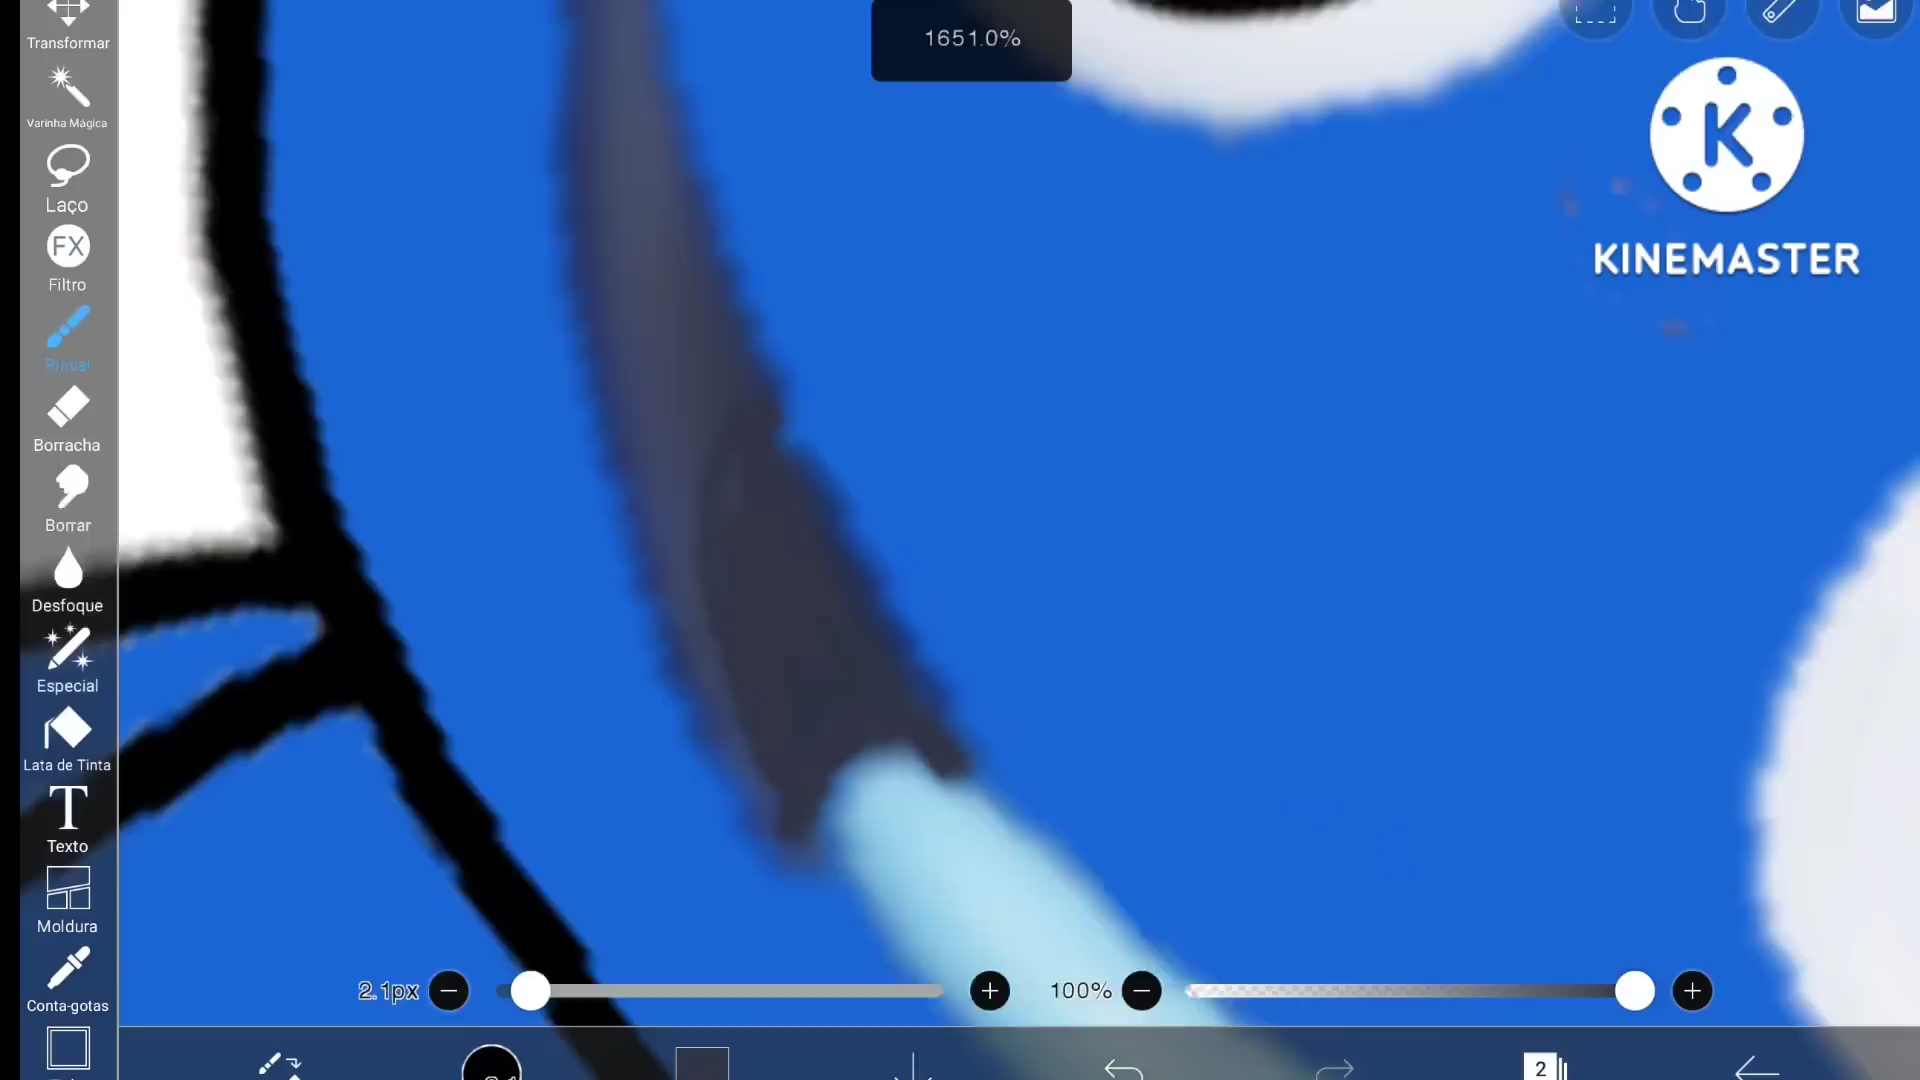 1651.0%
Transformar
Varinha Mágica
K
KINEMASTER
Laço
FX
Filtro
Pincel
Borracha
Borrar
Desfoque
Especial
Lata de Tinta
T
Texto
Moldura
2.1px
100%
Conta-gotas
2